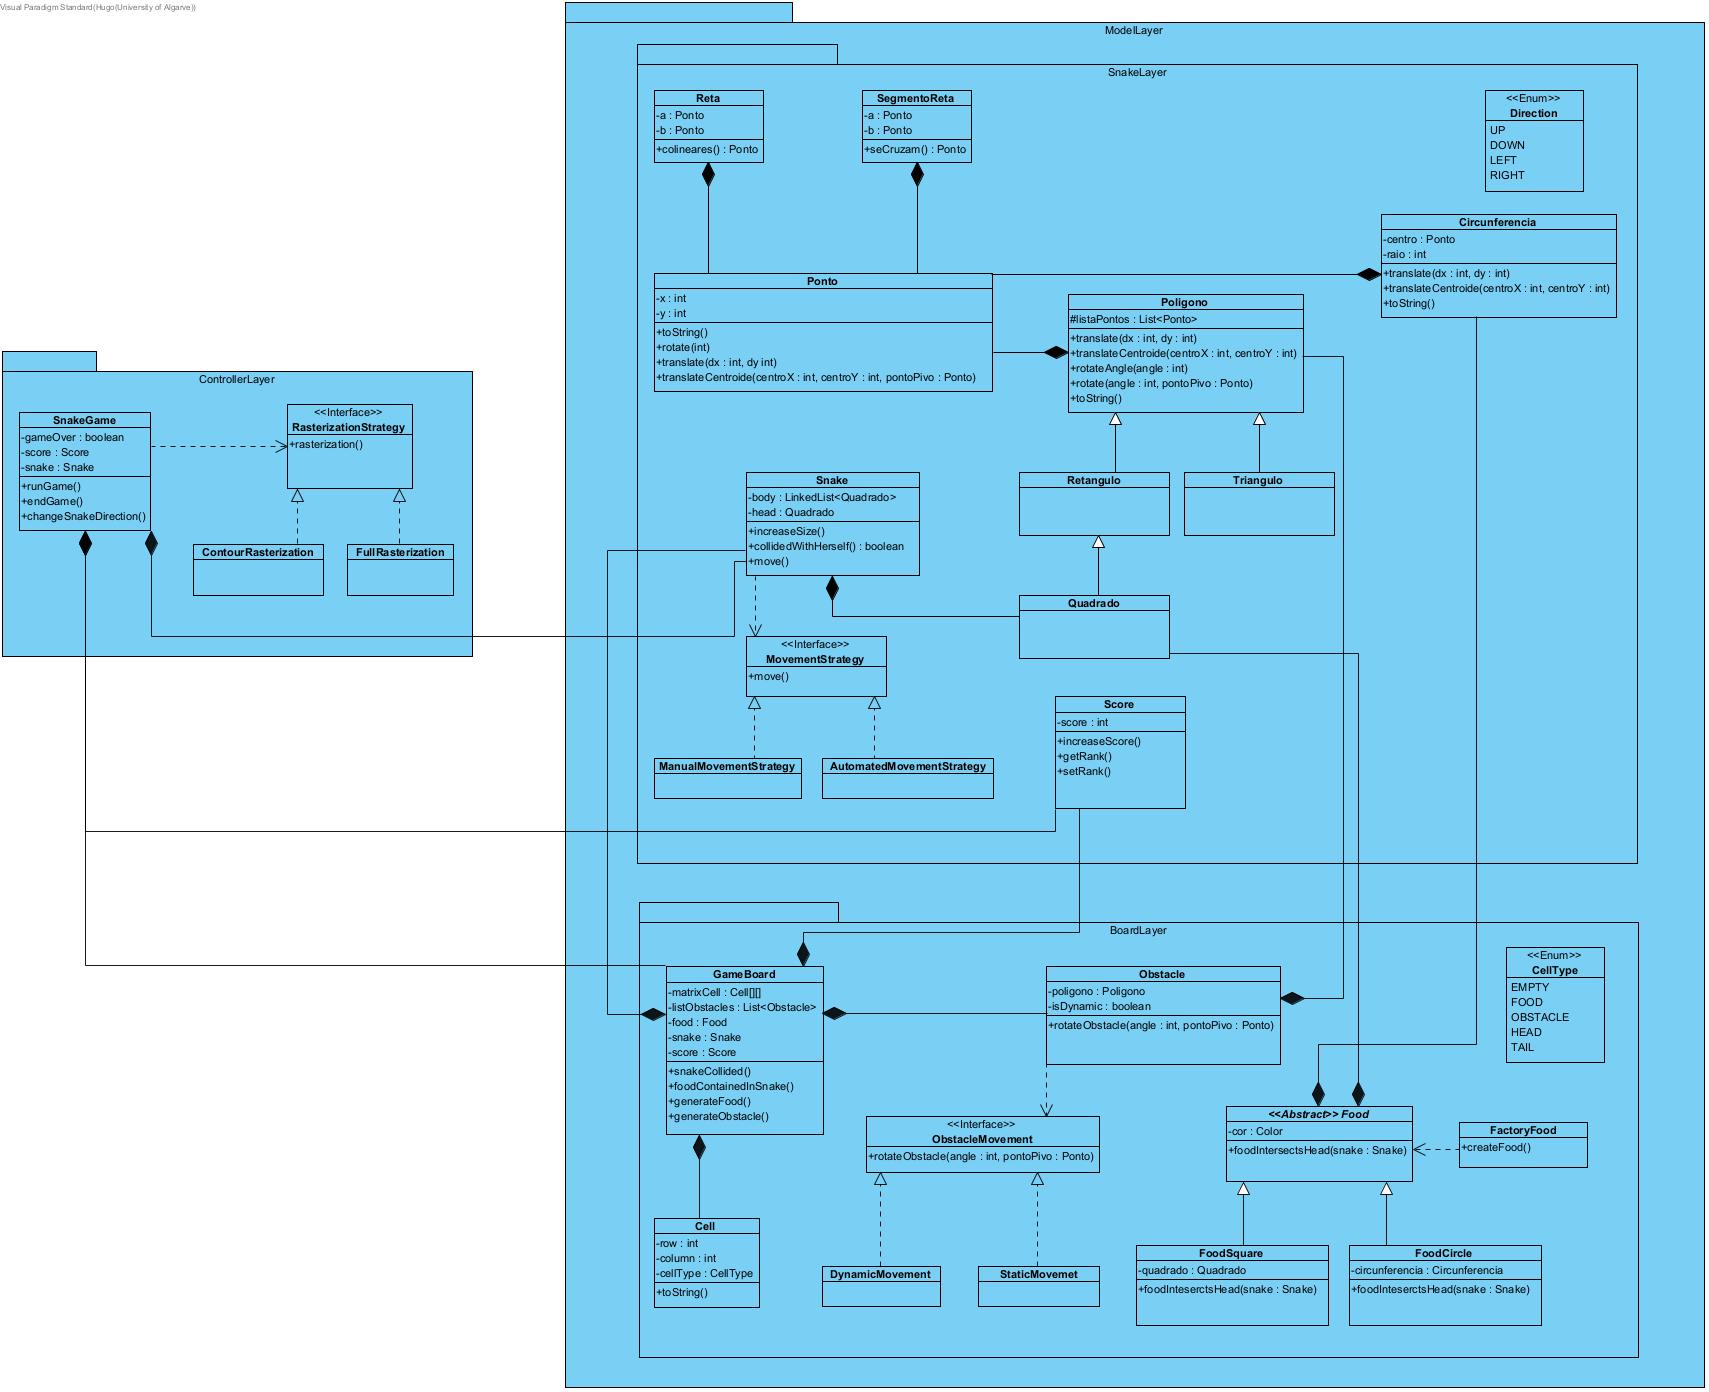 Visual Paradigm Standard(Hugo(University of Algarve))
ModelLayer
SnakeLayer
Reta
-a : Ponto
-b : Ponto
+colineares() : Ponto
SegmentoReta
-a : Ponto
-b : Ponto
+seCruzam() : Ponto
<<Enum>>
Direction
UP
DOWN
LEFT
RIGHT
Circunferencia
-centro : Ponto
-raio : int
+translate(dx : int, dy : int)
+translateCentroide(centroX : int, centroY : int)
+toString()
Ponto
-x : int
-y : int
+toString()
+rotate(int)
+translate(dx : int, dy int)
+translateCentroide(centroX : int, centroY : int, pontoPivo : Ponto)
Poligono
#listaPontos : List<Ponto>
+translate(dx : int, dy : int)
+translateCentroide(centroX : int, centroY : int)
+rotateAngle(angle : int)
+rotate(angle : int, pontoPivo : Ponto)
+toString()
ControllerLayer
SnakeGame
-gameOver : boolean
-score : Score
-snake : Snake
+runGame()
+endGame()
+changeSnakeDirection()
<<Interface>>
RasterizationStrategy
+rasterization()
ContourRasterization
FullRasterization
Snake
-body : LinkedList<Quadrado>
-head : Quadrado
+increaseSize()
+collidedWithHerself() : boolean
+move()
Retangulo
Triangulo
Quadrado
<<Interface>>
MovementStrategy
+move()
ManualMovementStrategy
AutomatedMovementStrategy
Score
-score : int
+increaseScore()
+getRank()
+setRank()
BoardLayer
GameBoard
-matrixCell : Cell[][]
-listObstacles : List<Obstacle>
-food : Food
-snake : Snake
-score : Score
+snakeCollided()
+foodContainedInSnake()
+generateFood()
+generateObstacle()
Obstacle
-poligono : Poligono
-isDynamic : boolean
+rotateObstacle(angle : int, pontoPivo : Ponto)
<<Enum>>
CellType
EMPTY
FOOD
OBSTACLE
HEAD
TAIL
<<Interface>>
ObstacleMovement
+rotateObstacle(angle : int, pontoPivo : Ponto)
<<Abstract>> Food
-cor : Color
+foodIntersectsHead(snake : Snake)
FactoryFood
+createFood()
Cell
-row : int
-column : int
-cellType : CellType
+toString()
DynamicMovement
StaticMovemet
FoodSquare
-quadrado : Quadrado
+foodInteserctsHead(snake : Snake)
FoodCircle
-circunferencia : Circunferencia
+foodInteserctsHead(snake : Snake)